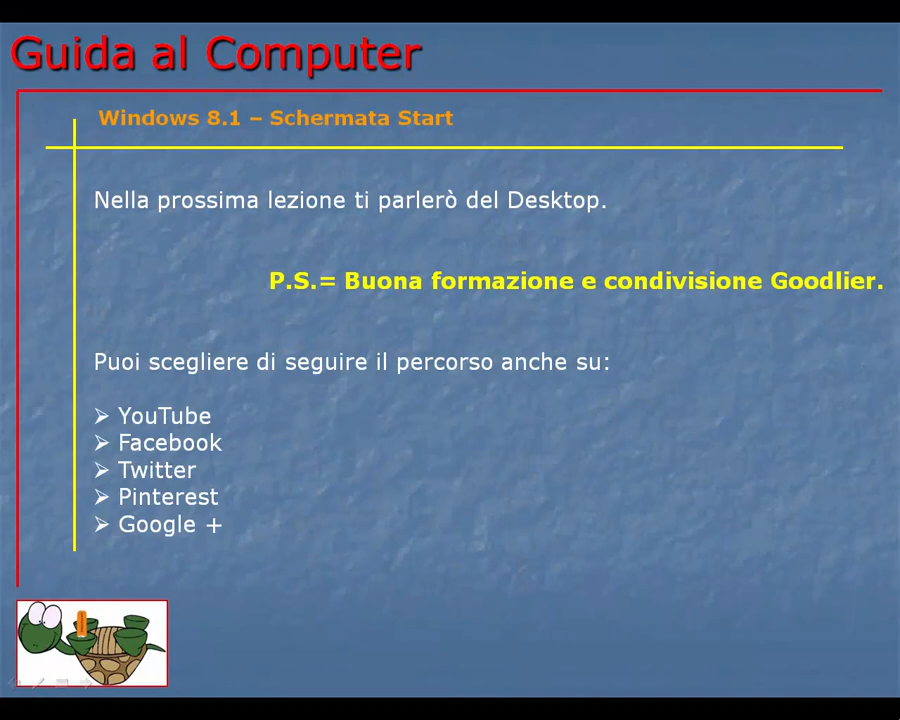 Guida al Computer
Windows 8.1 – Schermata Start
Nella prossima lezione ti parlerò del Desktop.
P.S.= Buona formazione e condivisione Goodlier.
Puoi scegliere di seguire il percorso anche su:
➢ YouTube
➢ Facebook
➢ Twitter
➢ Pinterest
➢ Google +